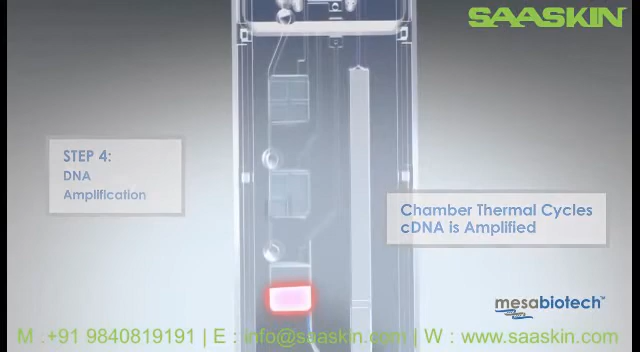 SAASKIN
STEP 4:
DNA
Amplification
Chamber Thermal Cycles
cDNA is Amplified
mesabiotech™
M :+91 9840819191 | E : info@saaskin.com | W : www.saaskin.com